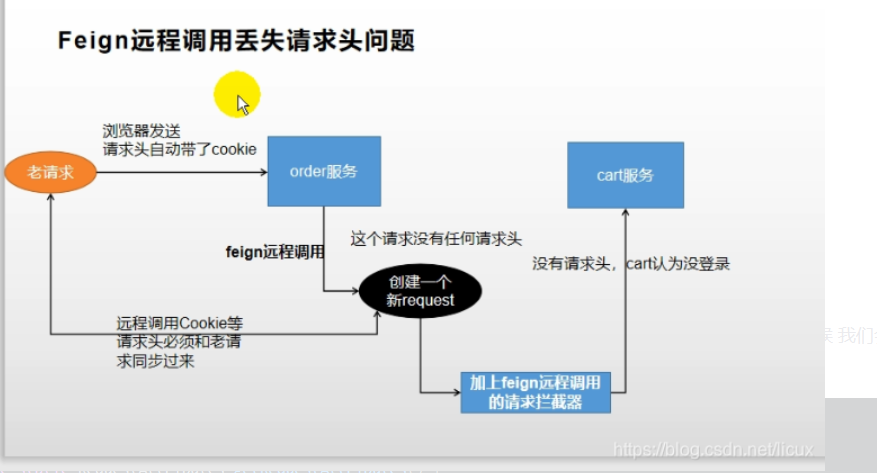 Feign远程调用丢失请求头问题
浏览器发送
请求头自动带了cookie
老请求
order服务
cart服务
feign远程调用
这个请求没有任何请求头
没有请求头，cart认为没登录
创建一个
新request
远程调用Cookie等
请求头必须和老请
求同步过来
加上feign远程调用
的请求拦截器
我们
https://blog.csdn.net/licux